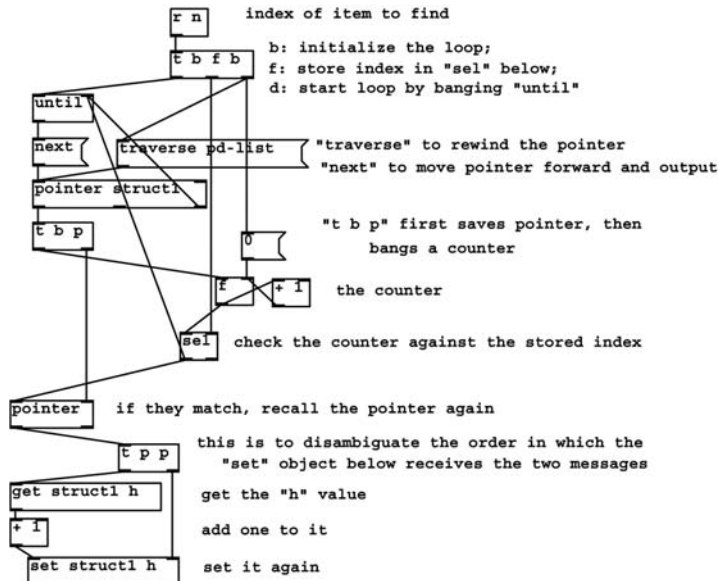 r n
index of item to find
t b f b
b: initialize the loop;
f: store index in "sel" below;
d: start loop by banging "until"
until
next
traverse pd-list
"traverse" to rewind the pointer
"next" to move pointer forward and output
pointer struct1
t b p
"t b p" first saves pointer, then
bangs a counter
0
f
+ 1
the counter
sel
check the counter against the stored index
pointer
if they match, recall the pointer again
t p p
this is to disambiguate the order in which the
"set" object below receives the two messages
get struct1 h
get the "h" value
+ 1
add one to it
set struct1 h
set it again